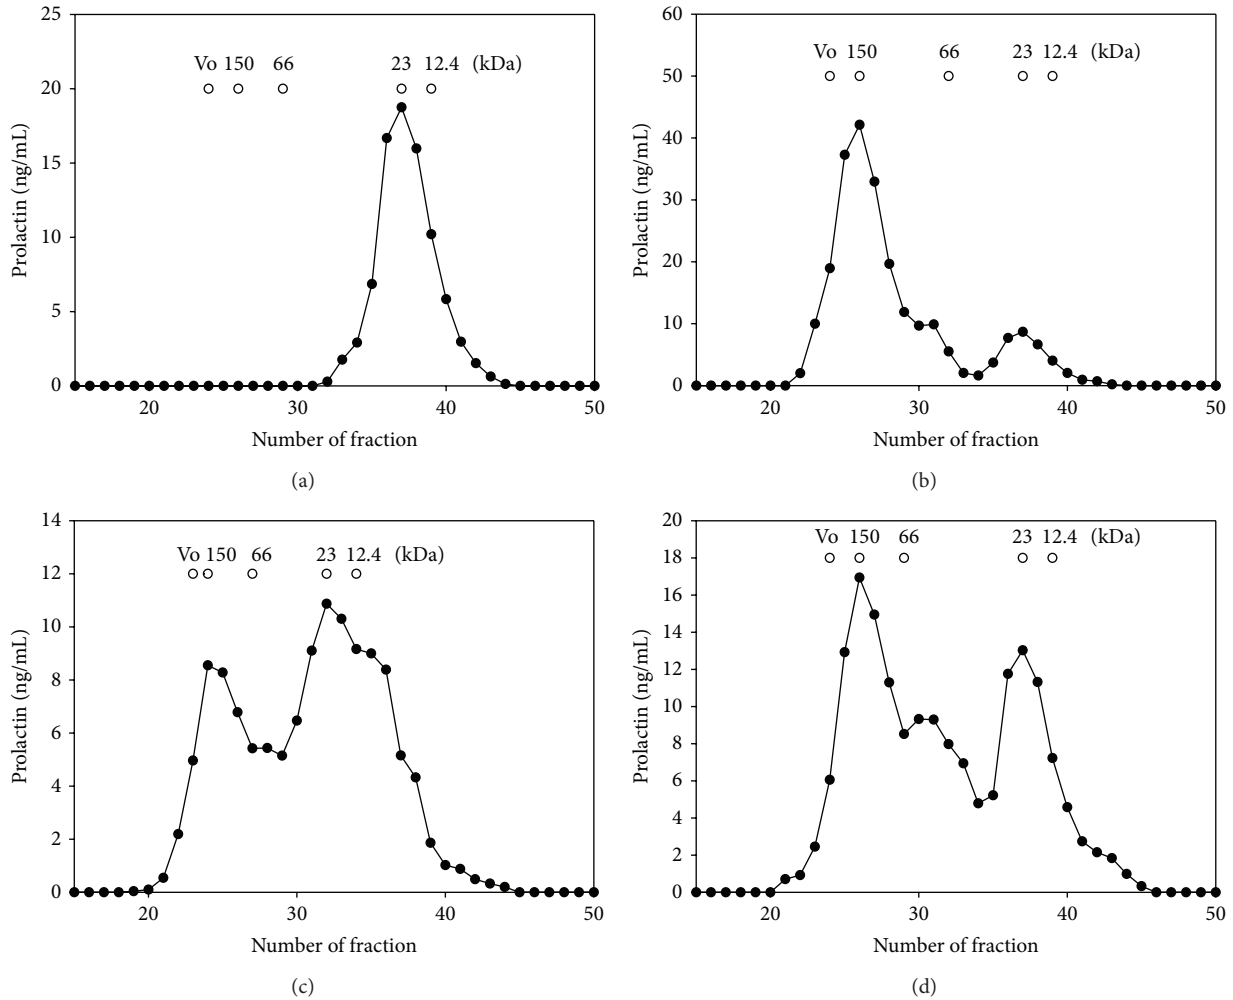 25
20
15
10
5
0
Prolactin (ng/mL)
Vo 150 66 23 12.4 (kDa)
20 30 40 50
Number of fraction
(a)
60
50
40
30
20
10
0
Prolactin (ng/mL)
Vo 150 66 23 12.4 (kDa)
20 30 40 50
Number of fraction
(b)
14
12
10
8
6
4
2
0
Prolactin (ng/mL)
Vo 150 66 23 12.4 (kDa)
20 30 40 50
Number of fraction
(c)
20
18
16
14
12
10
8
6
4
2
0
Prolactin (ng/mL)
Vo 150 66 23 12.4 (kDa)
20 30 40 50
Number of fraction
(d)